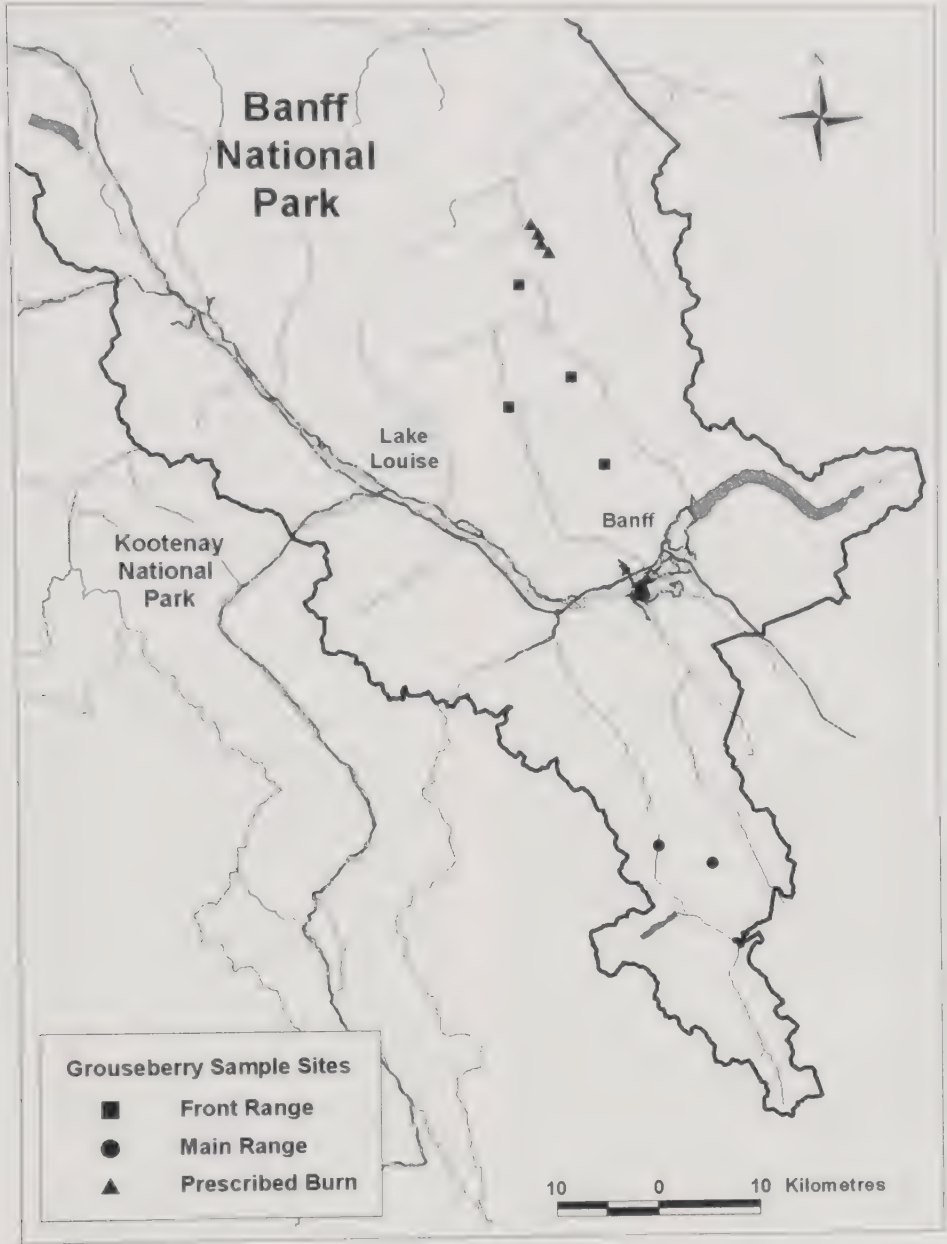 Banff
National
Park
Lake
Louise
Banff
Kootenay
National
Park
Grouseberry Sample Sites
Front Range
Main Range
Prescribed Burn
10 0 10 Kilometres